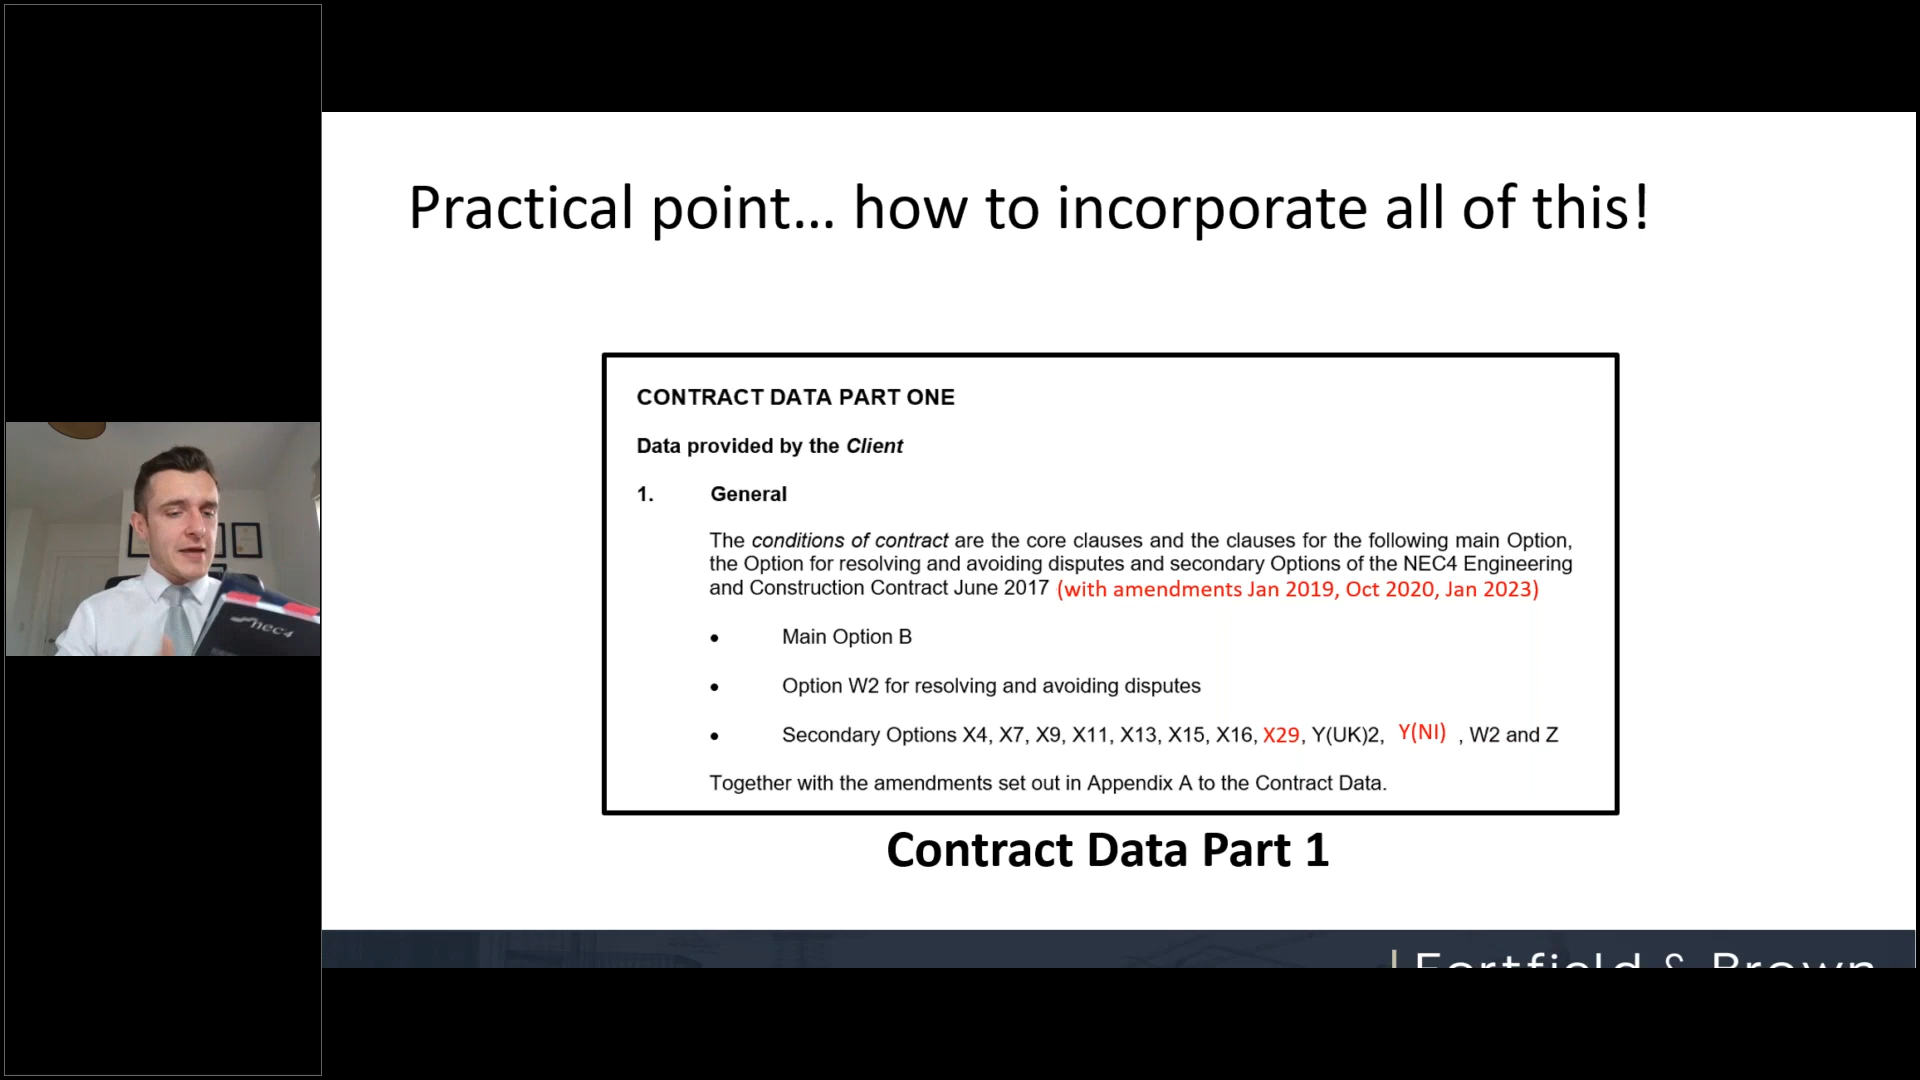 Practical point... how to incorporate all of this!
CONTRACT DATA PART ONE
Data provided by the Client
1. General
The conditions of contract are the core clauses and the clauses for the following main Option,
the Option for resolving and avoiding disputes and secondary Options of the NEC4 Engineering
and Construction Contract June 2017 (with amendments Jan 2019, Oct 2020, Jan 2023)
• Main Option B
• Option W2 for resolving and avoiding disputes
• Secondary Options X4, X7, X9, X11, X13, X15, X16, X29, Y(UK)2, Y(NI) , W2 and Z
Together with the amendments set out in Appendix A to the Contract Data.
Contract Data Part 1
nec4